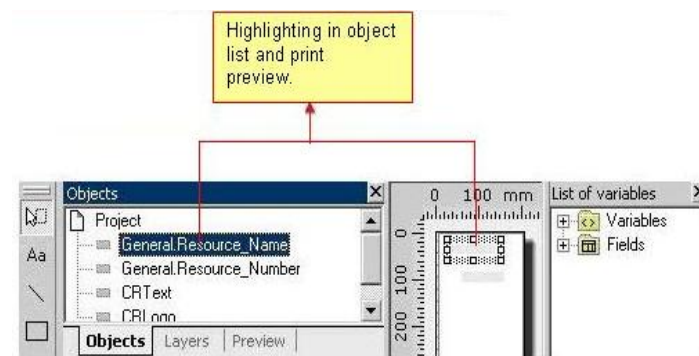 Highlighting in object
list and print
preview.
Objects
Project
General.Resource_Name
General.Resource_Number
CRText
CRLogo
Objects Layers Preview
Aa
0 100 mm
0
100
200
List of variables
Variables
Fields